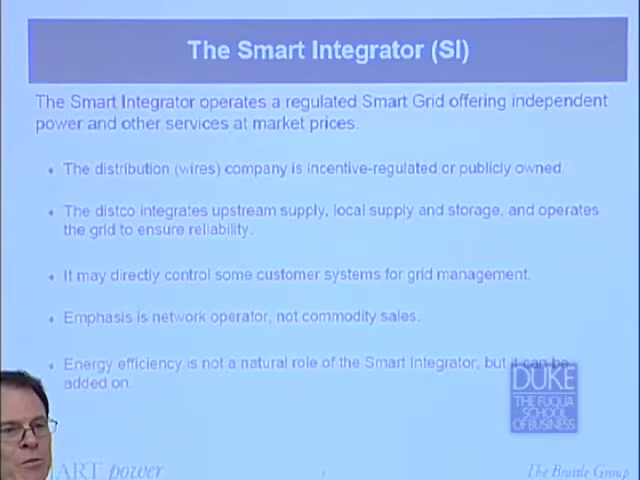 The Smart Integrator (SI)
The Smart Integrator operates a regulated Smart Grid offering independent
power and other services at market prices.
• The distribution (wires) company is incentive-regulated or publicly owned.
• The distco integrates upstream supply, local supply and storage, and operates
the grid to ensure reliability.
• It may directly control some customer systems for grid management.
• Emphasis is network operator, not commodity sales.
• Energy efficiency is not a natural role of the Smart Integrator, but it can be
added on.
DUKE
THE FUQUA
SCHOOL
OF BUSINESS
ART power
The Brattle Group